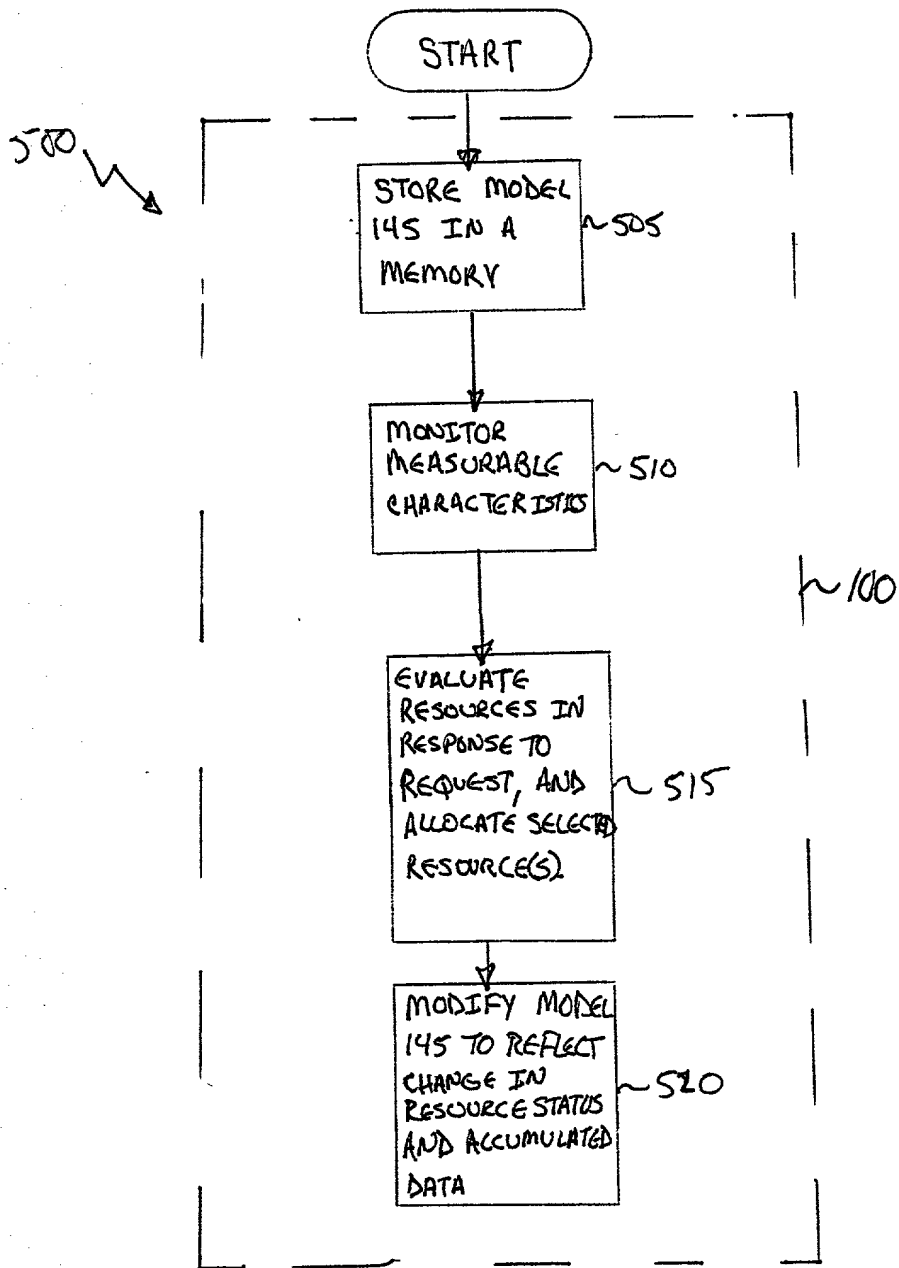 START
500
STORE MODEL
145 IN A
MEMORY
~505
MONITOR
MEASURABLE
CHARACTERISTICS
~510
~100
EVALUATE
RESOURCES IN
RESPONSE TO
REQUEST, AND
ALLOCATE SELECTED
RESOURCE(S).
~515
MODIFY MODEL
145 TO REFLECT
CHANGE IN
RESOURCE STATUS
AND ACCUMULATED
DATA
~520